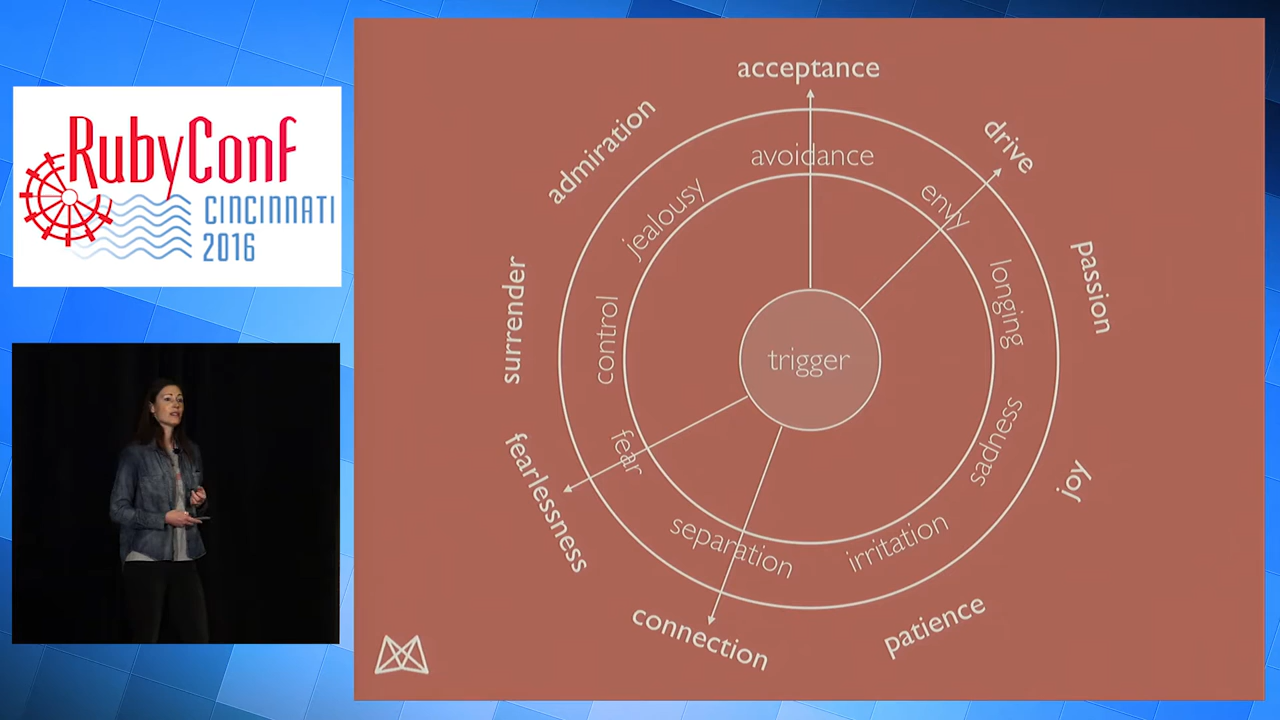 RubyConf
CINCINNATI
2016
acceptance
drive
passion
joy
patience
connection
fearlessness
surrender
admiration
avoidance
envy
longing
sadness
irritation
separation
fear
control
jealousy
trigger